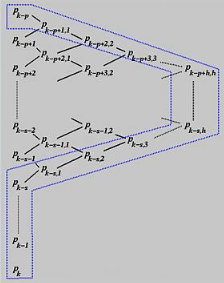 p_{k-p}
p_{k-p+1,1}
p_{k-p+1} p_{k-p+2,2}
p_{k-p+2,1} p_{k-p+3,3}
p_{k-p+2} p_{k-p+3,2} p_{k-p+h,h}
p_{k-s-2} p_{k-s-1,2} p_{k-s,h}
p_{k-s-1,1} p_{k-s,3}
p_{k-s-1} p_{k-s,2}
p_{k-s,1}
p_{k-s}
p_{k-1}
p_k